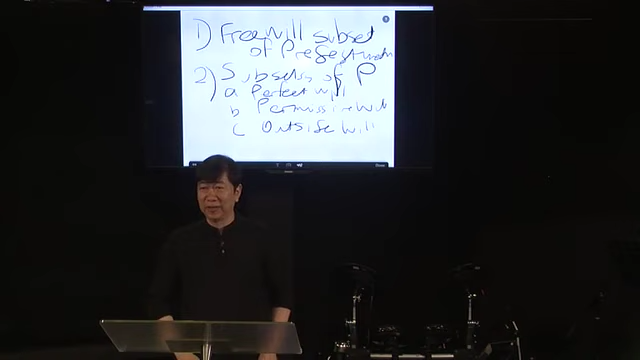 1) Freewill subset
of Predestination
2) Subsets of P
a Perfect will
b Permissive Will
c Outside Will